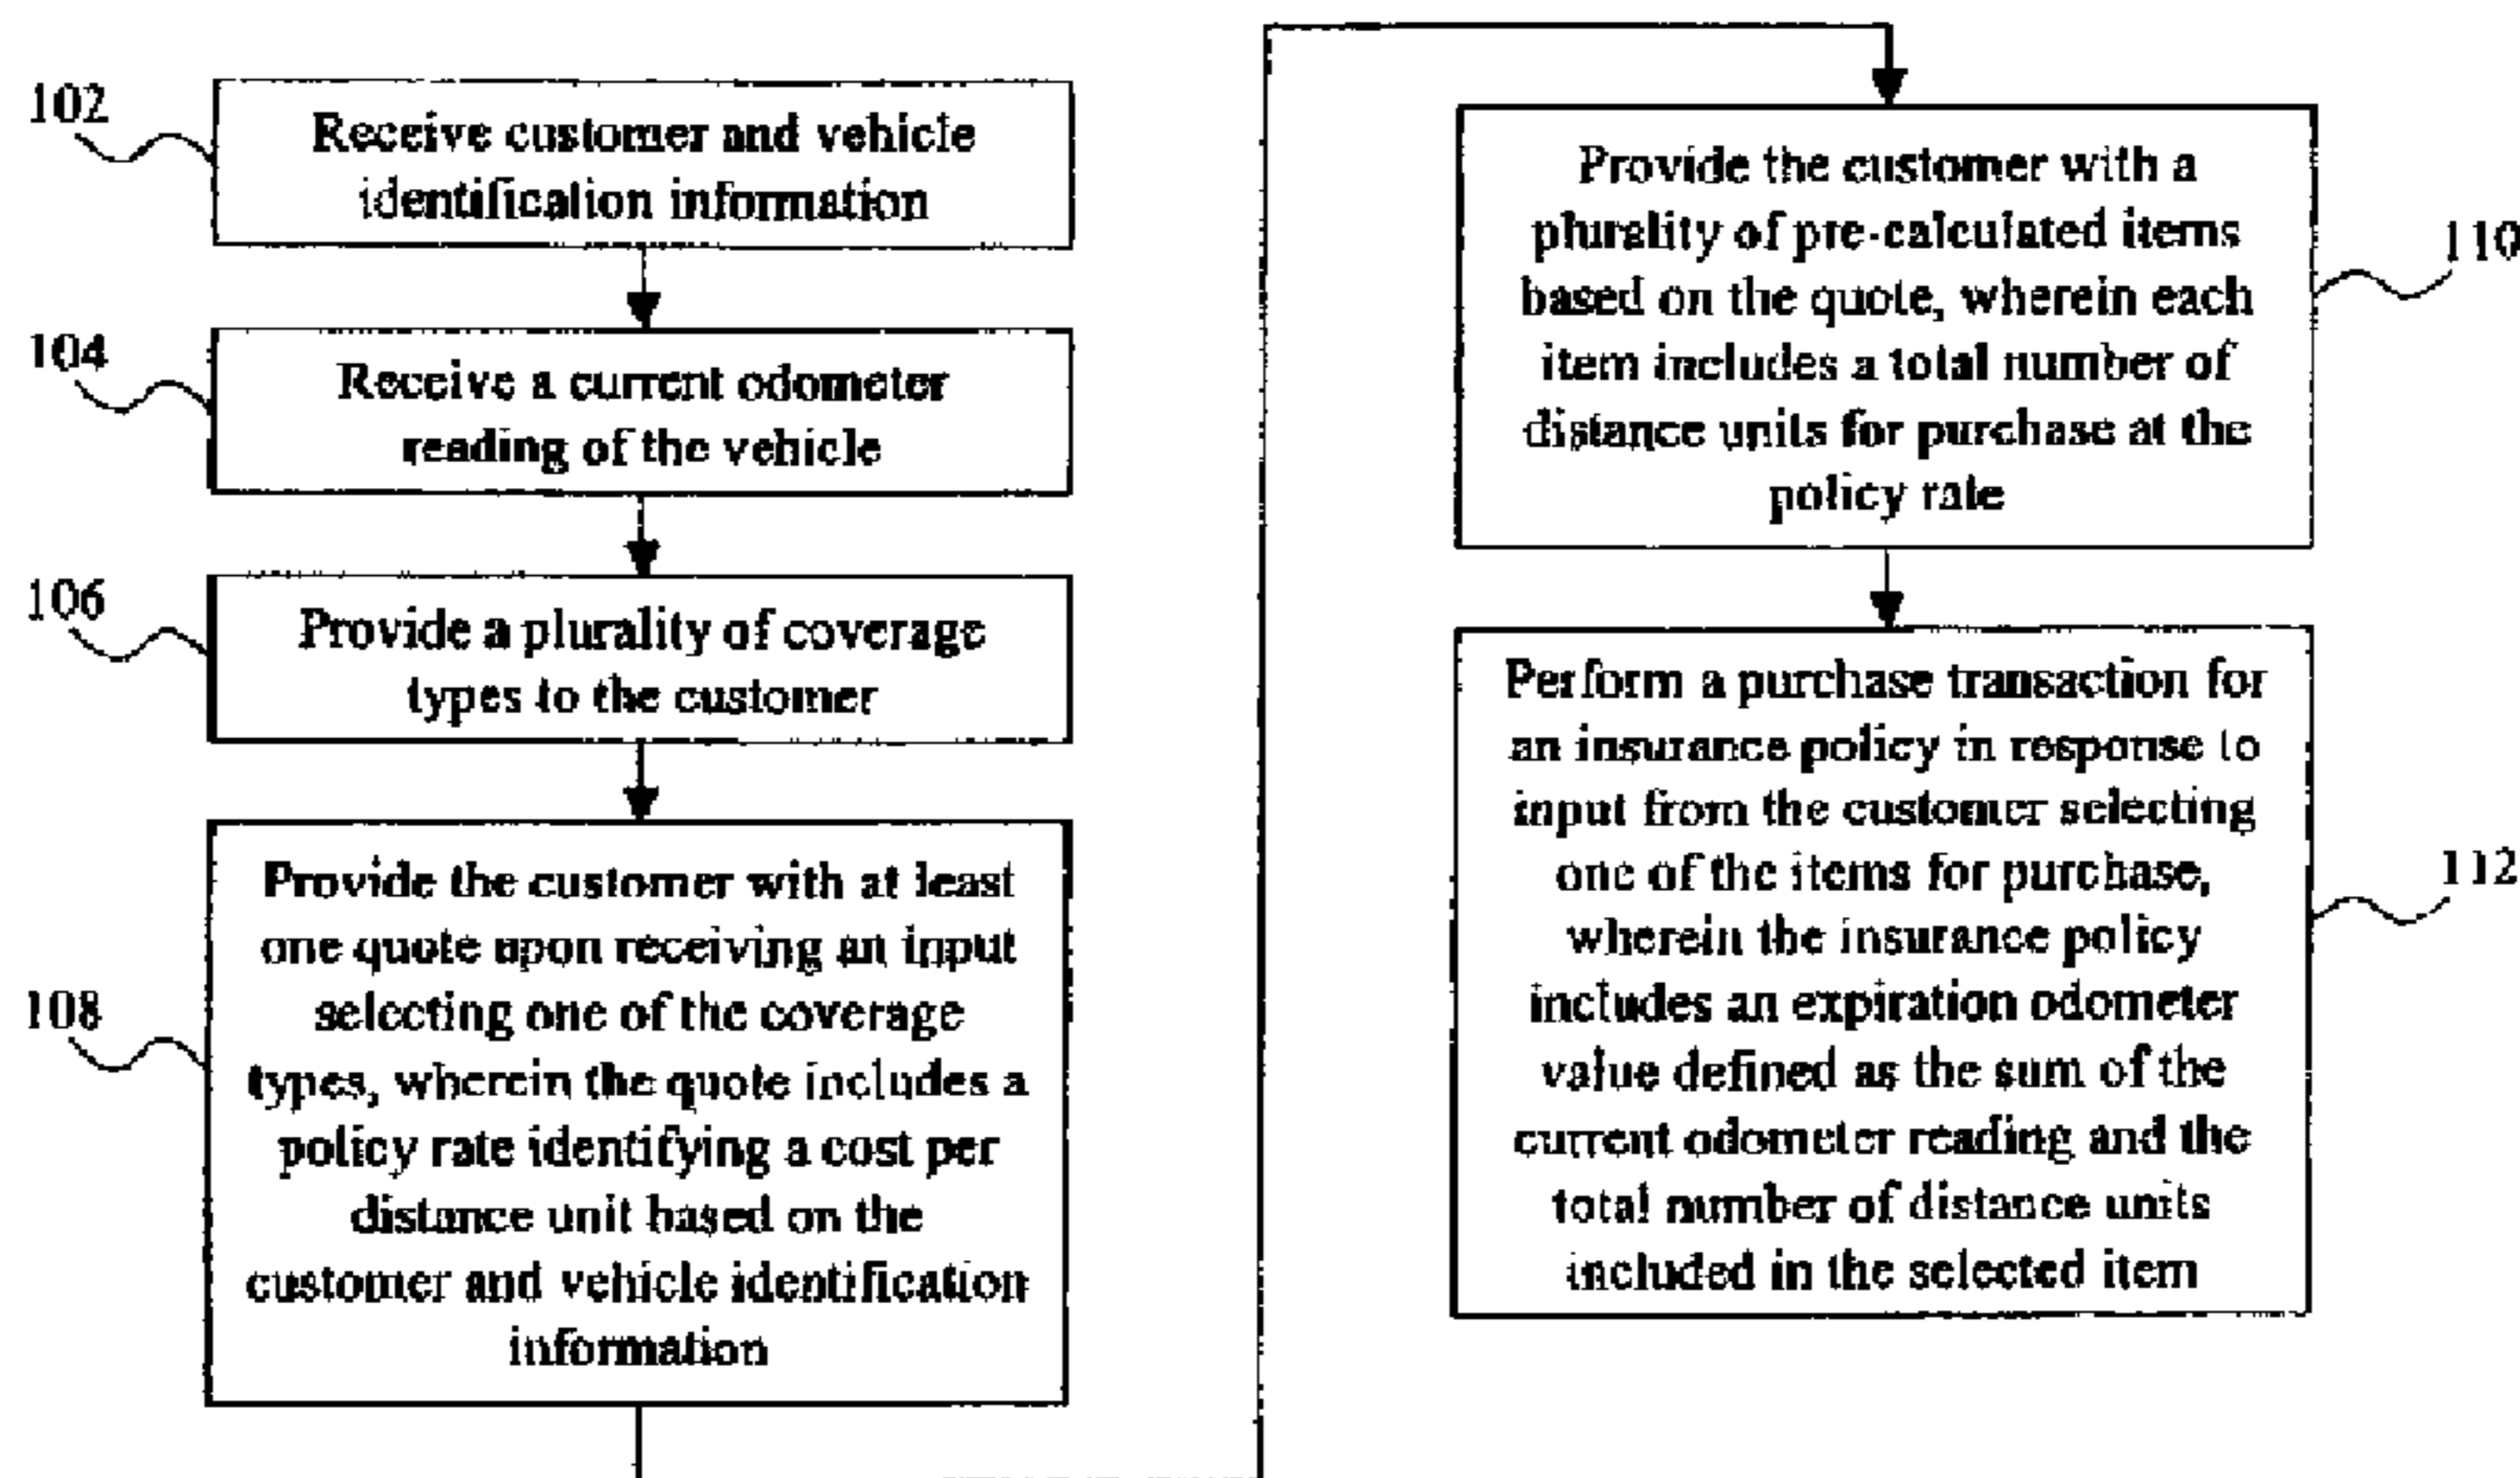 102
Receive customer and vehicle
identification information
104
Receive a current odometer
reading of the vehicle
106
Provide a plurality of coverage
types to the customer
108
Provide the customer with at least
one quote upon receiving an input
selecting one of the coverage
types, wherein the quote includes a
policy rate identifying a cost per
distance unit based on the
customer and vehicle identification
information
110
Provide the customer with a
plurality of pre-calculated items
based on the quote, wherein each
item includes a total number of
distance units for purchase at the
policy rate
112
Perform a purchase transaction for
an insurance policy in response to
input from the customer selecting
one of the items for purchase,
wherein the insurance policy
includes an expiration odometer
value defined as the sum of the
current odometer reading and the
total number of distance units
included in the selected item